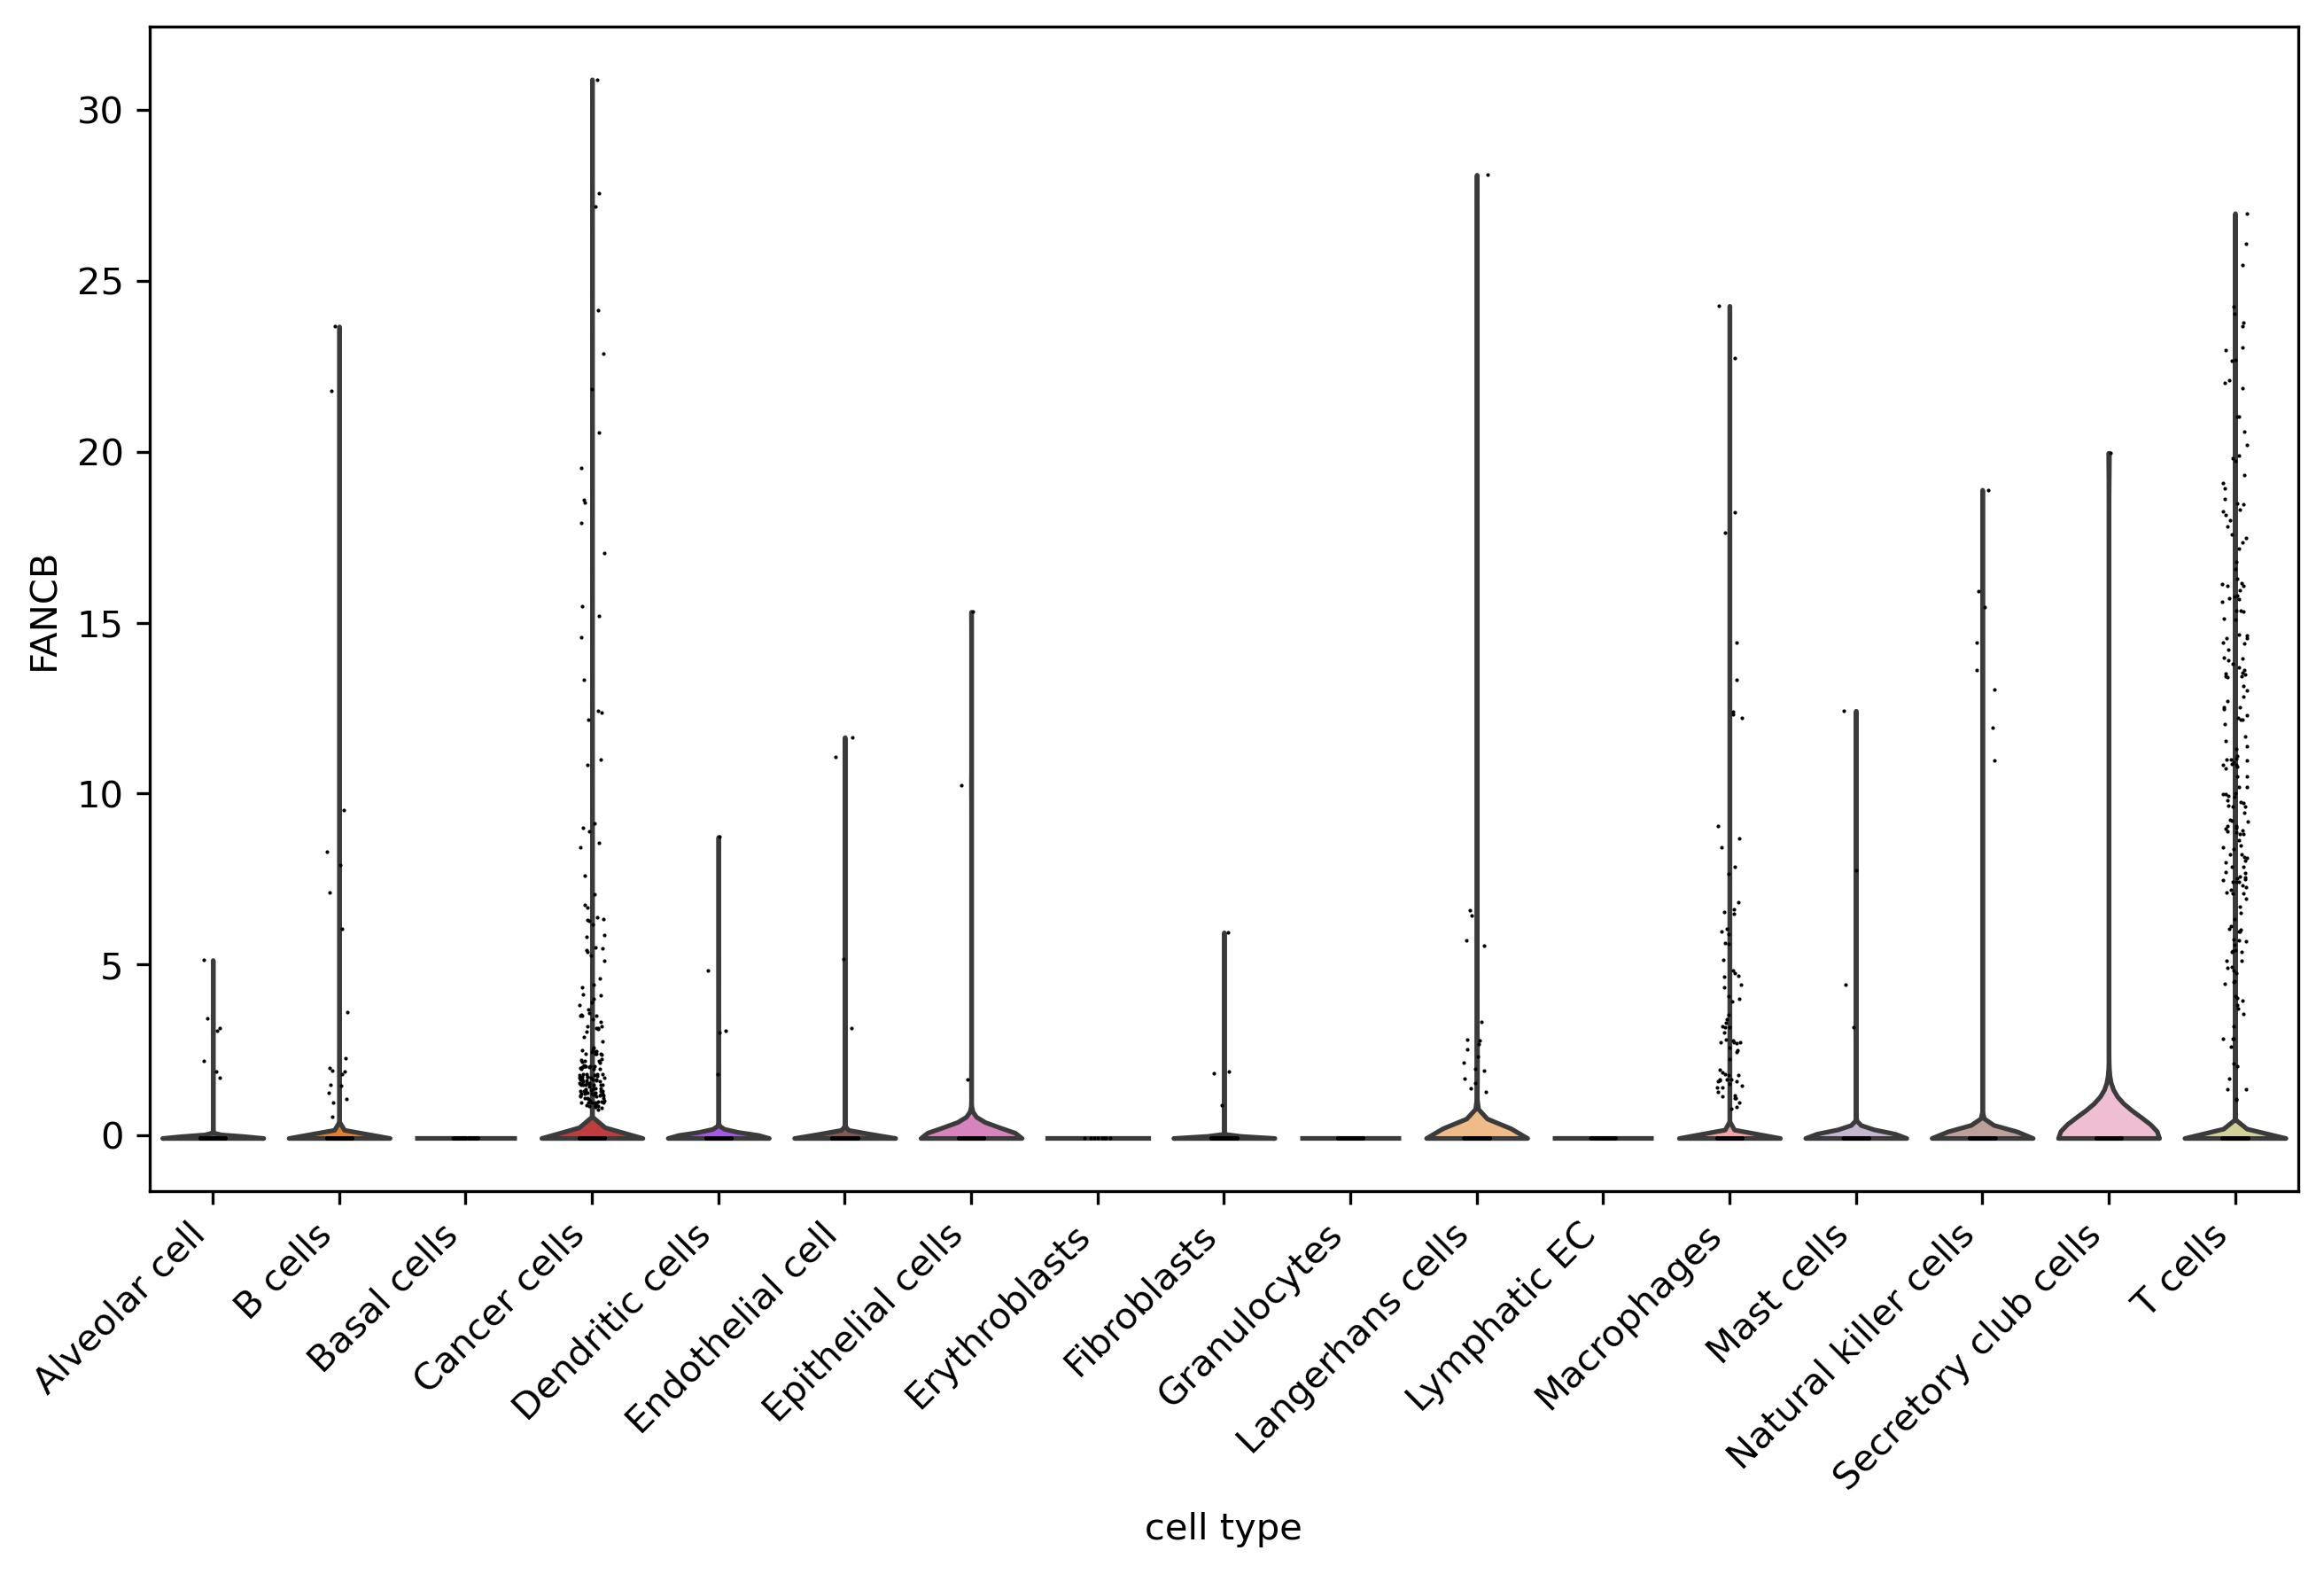 30
25
20
15
10
5
0
FANCB
Alveolar cell
B cells
Basal cells
Cancer cells
Dendritic cells
Endothelial cell
Epithelial cells
Erythroblasts
Fibroblasts
Granulocytes
Langerhans cells
Lymphatic EC
Macrophages
Mast cells
Natural killer cells
Secretory club cells
T cells
cell type